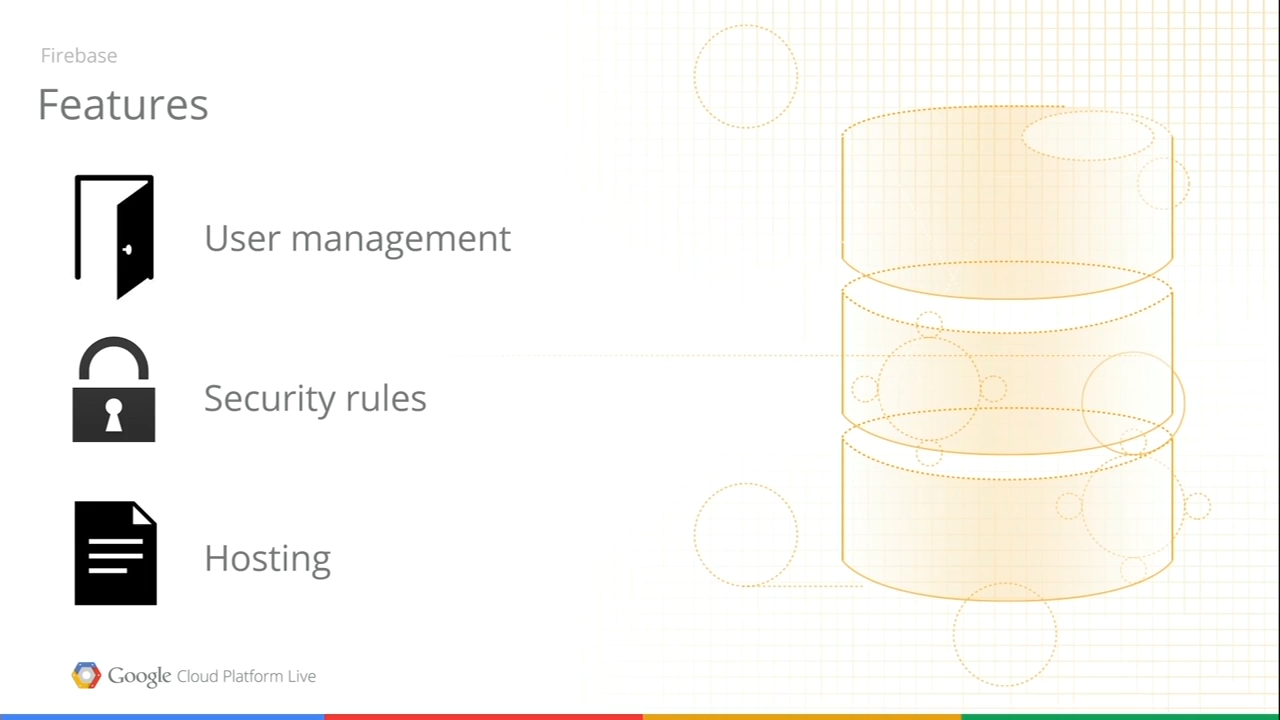 Firebase
Features
User management
Security rules
Hosting
Google Cloud Platform Live